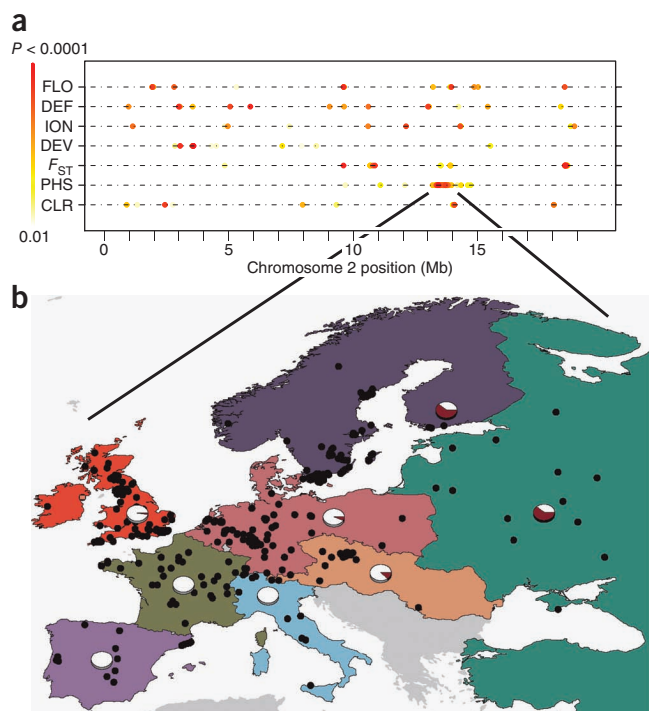 a
P < 0.0001
FLO
DEF
ION
DEV
FST
PHS
CLR
0.01
0 5 10 15
Chromosome 2 position (Mb)
b